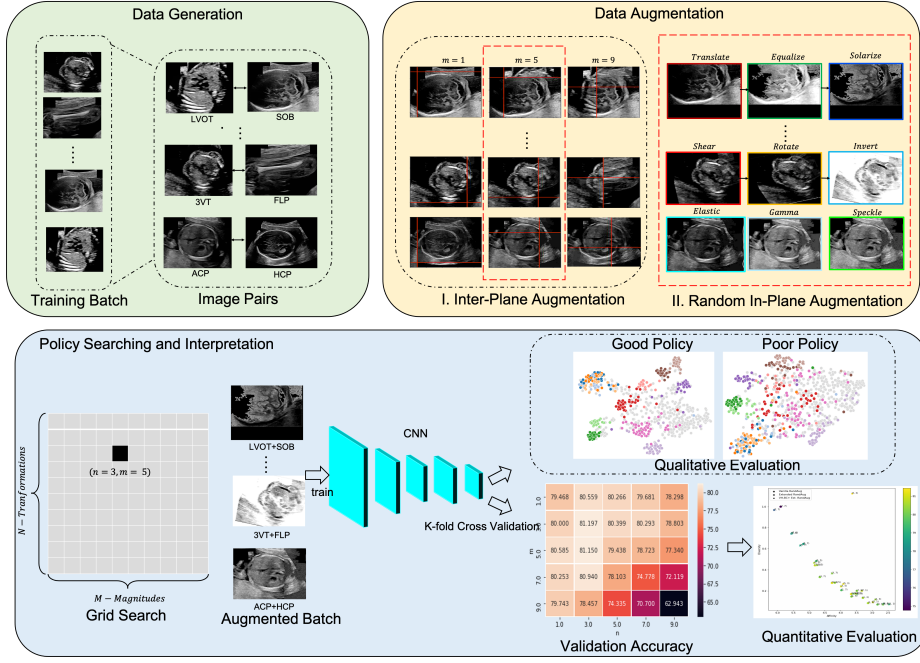 Data Generation
Training Batch
LVOT
SOB
3VT
FLP
ACP
HCP
Image Pairs
Data Augmentation
m = 1
m = 5
m = 9
I. Inter-Plane Augmentation
Translate
Equalize
Solarize
Shear
Rotate
Invert
Elastic
Gamma
Speckle
II. Random In-Plane Augmentation
Policy Searching and Interpretation
N − Tranformations
(n = 3, m = 5)
M − Magnitudes
Grid Search
LVOT+SOB
3VT+FLP
ACP+HCP
Augmented Batch
train
CNN
K-fold Cross Validation
Good Policy
Poor Policy
Qualitative Evaluation
1.0 79.468 80.559 80.266 79.681 78.298
3.0 80.000 81.197 80.399 80.293 78.803
5.0 80.585 81.150 79.438 78.723 77.340
7.0 80.253 80.940 78.103 74.778 72.119
9.0 79.743 78.457 74.335 70.700 62.943
m
1.0 3.0 5.0 7.0 9.0
n
80.0
77.5
75.0
72.5
70.0
67.5
65.0
Validation Accuracy
Quantitative Evaluation